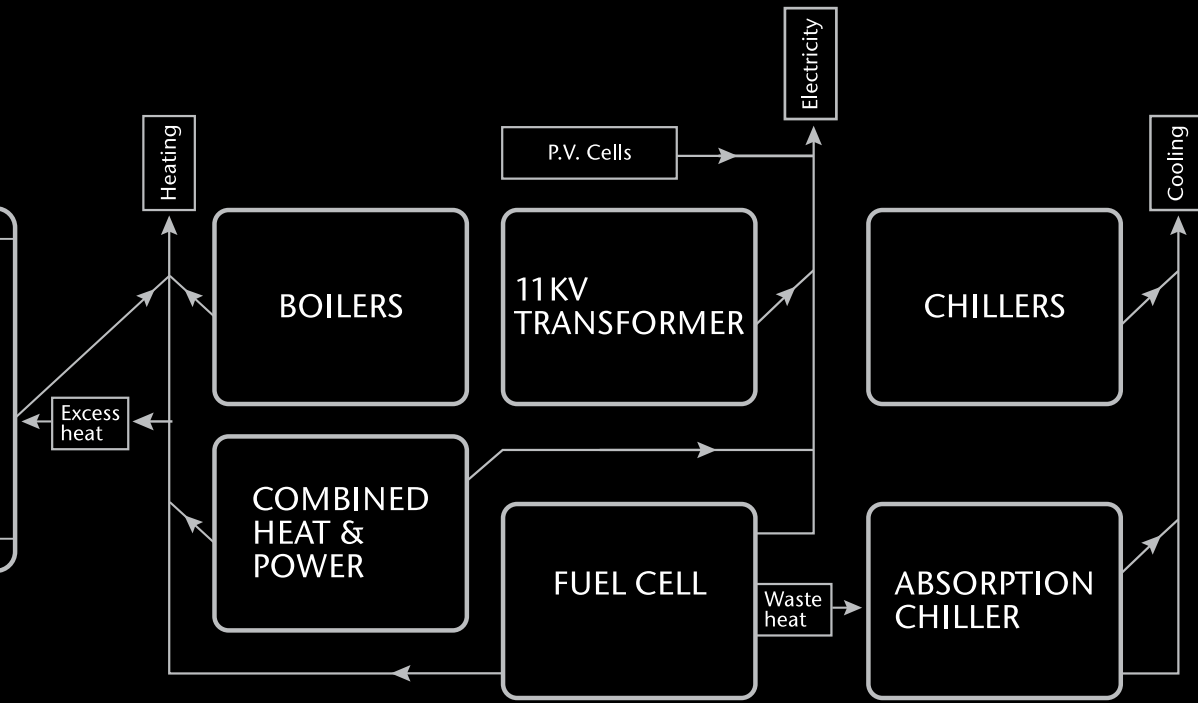 Electricity
Heating
P.V. Cells
Cooling
BOILERS
11KV
TRANSFORMER
CHILLERS
Excess
heat
COMBINED
HEAT &
POWER
FUEL CELL
Waste
heat
ABSORPTION
CHILLER